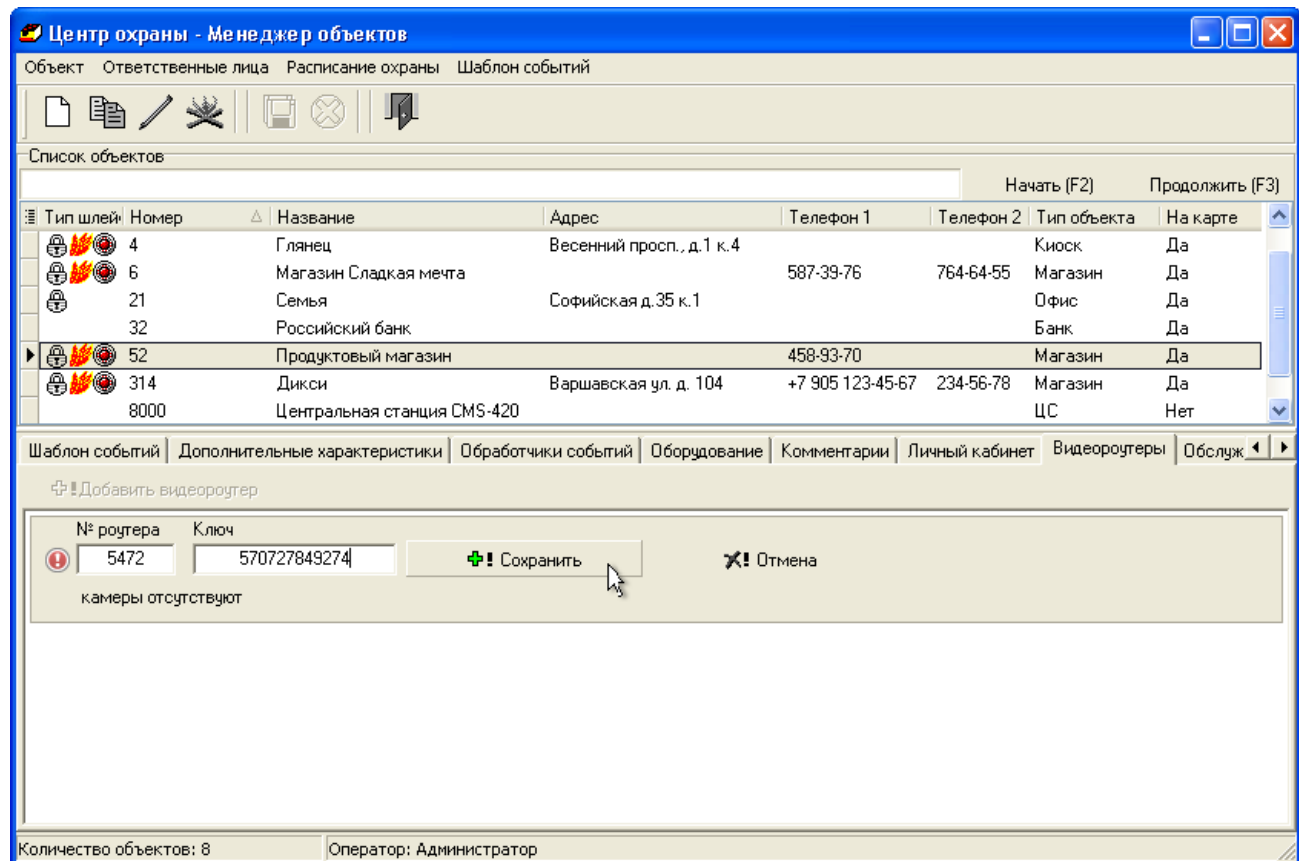 Центр охраны - Менеджер объектов
Объект Ответственные лица Расписание охраны Шаблон событий
Список объектов
Начать (F2) Продолжить (F3)
Тип шлей Номер Название Адрес Телефон 1 Телефон 2 Тип объекта На карте
4 Глянец Весенний просп., д.1 к.4 Киоск Да
6 Магазин Сладкая мечта 587-39-76 764-64-55 Магазин Да
21 Семья Софийская д.35 к.1 Офис Да
32 Российский банк Банк Да
52 Продуктовый магазин 458-93-70 Магазин Да
314 Дикси Варшавская ул. д. 104 +7 905 123-45-67 234-56-78 Магазин Да
8000 Центральная станция CMS-420 ЦС Нет
Шаблон событий Дополнительные характеристики Обработчики событий Оборудование Комментарии Личный кабинет Видеороутеры Обслуж
Добавить видеороутер
№ роутера Ключ
5472 570727849274 Сохранить Отмена
камеры отсутствуют
Количество объектов: 8 Оператор: Администратор